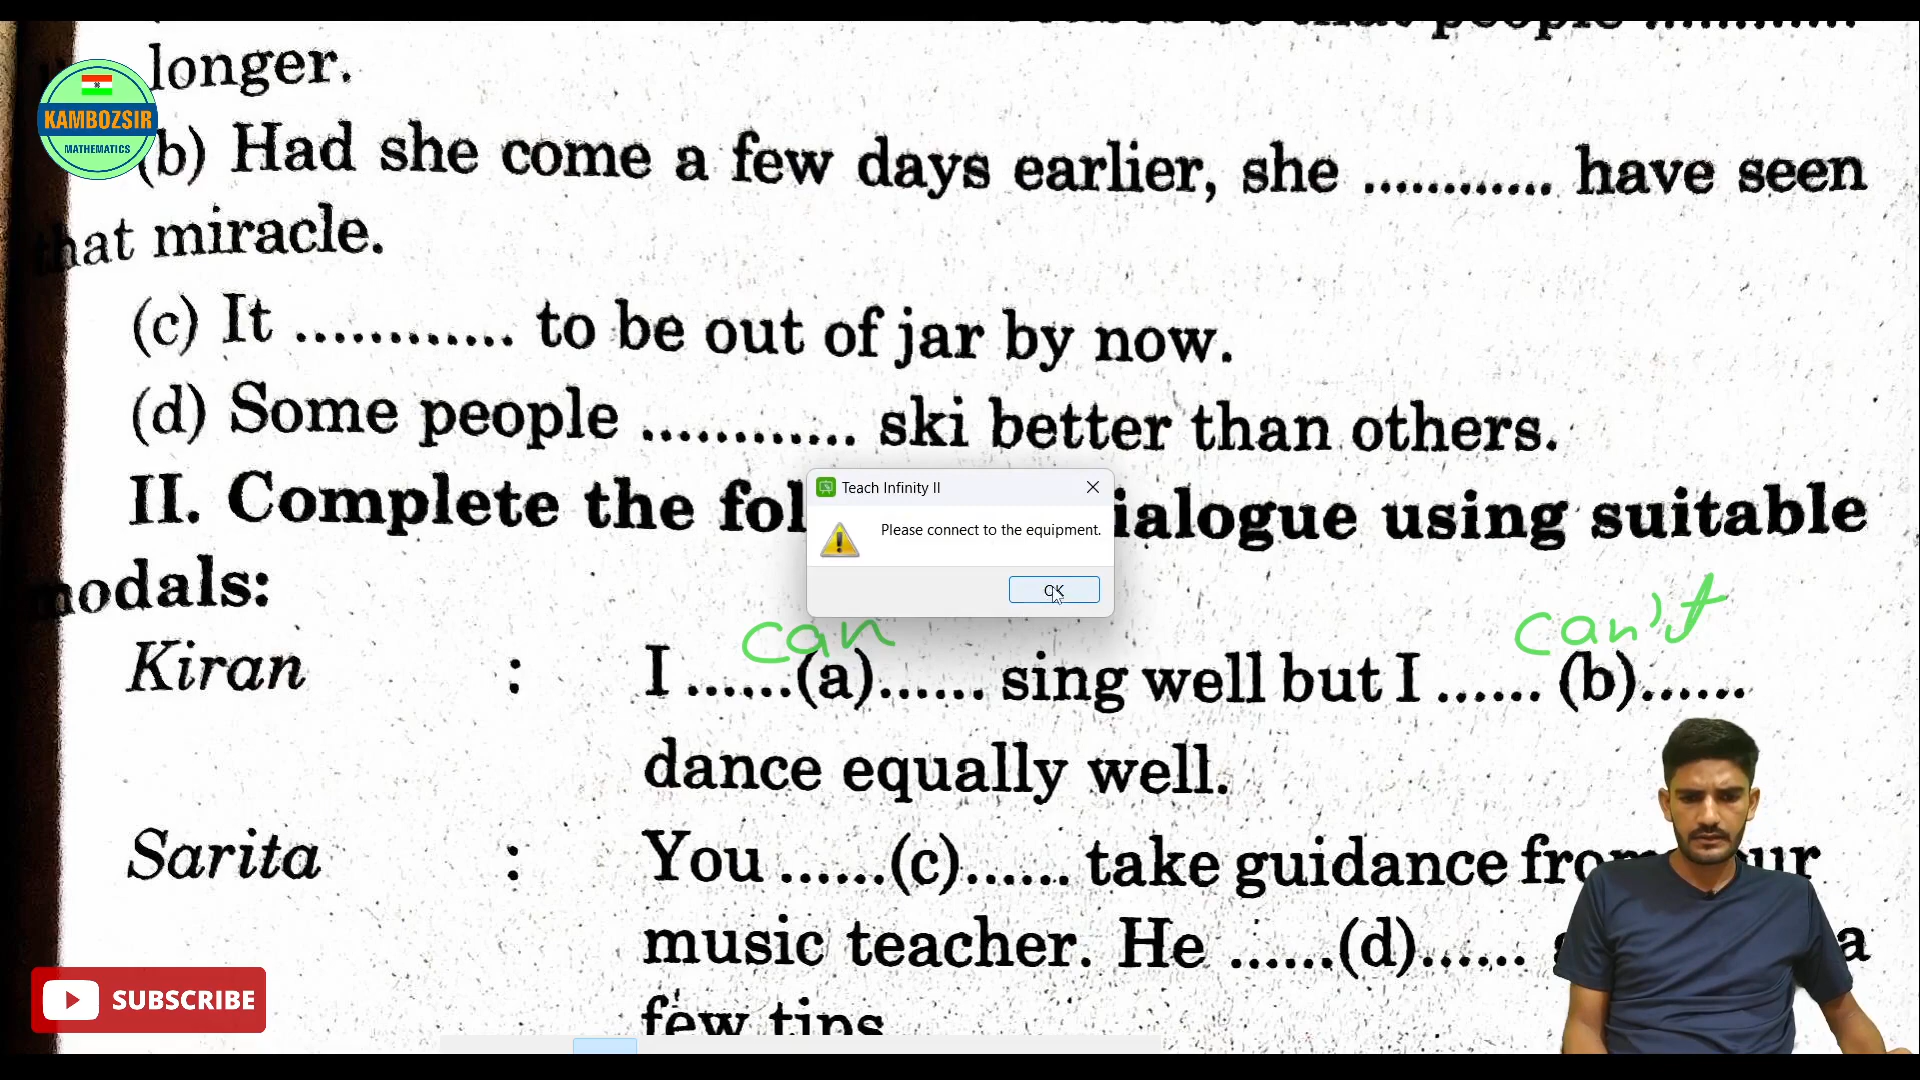 longer.
KAMBOZSIR
MATHEMATICS
(b) Had she come a few days earlier, she ............ have seen
that miracle.
(c) It ............ to be out of jar by now.
(d) Some people ............ ski better than others.
II. Complete the fol ialogue using suitable
modals:
Teach Infinity II
Please connect to the equipment.
OK
can can't
Kiran : I ......(a)...... sing well but I ...... (b)......
dance equally well.
Sarita : You ......(c)...... take guidance from ur
music teacher. He ......(d)...... a
few tips
SUBSCRIBE